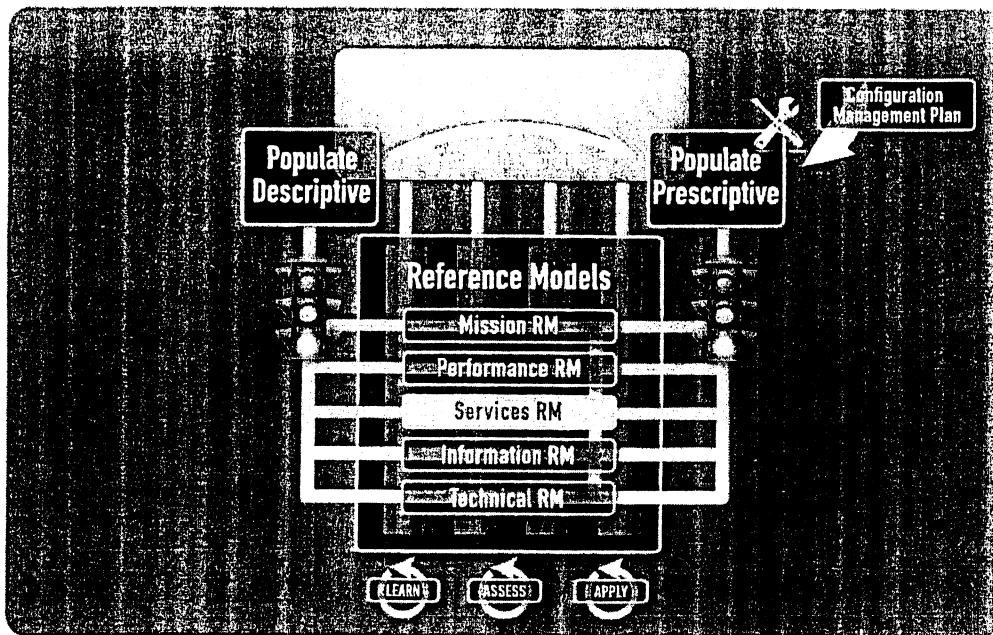 Configuration
Management Plan
Populate
Descriptive
Populate
Prescriptive
Reference Models
Mission RM
Performance RM
Services RM
Information RM
Technical RM
LEARN
ASSESS
APPLY